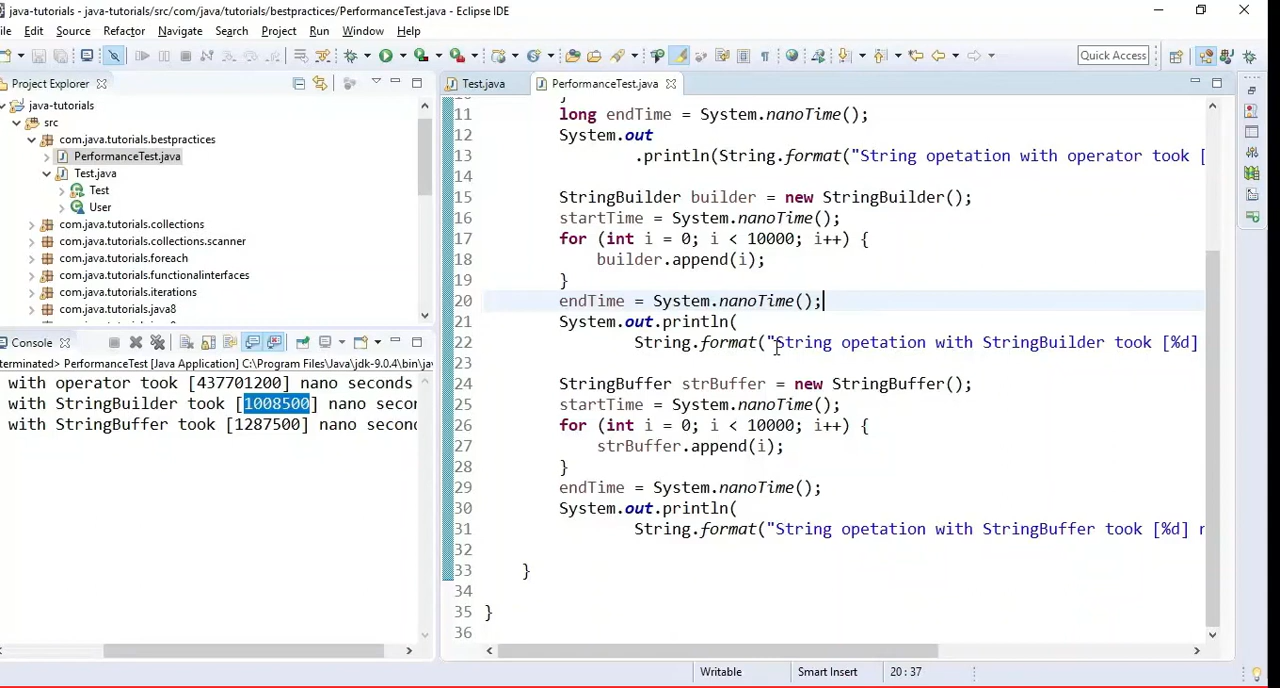 java-tutorials - java-tutorials/src/com/java/tutorials/bestpractices/PerformanceTest.java - Eclipse IDE
ile Edit Source Refactor Navigate Search Project Run Window Help
Quick Access
Project Explorer
java-tutorials
src
com.java.tutorials.bestpractices
PerformanceTest.java
Test.java
Test
User
com.java.tutorials.collections
com.java.tutorials.collections.scanner
com.java.tutorials.foreach
com.java.tutorials.functionalinterfaces
com.java.tutorials.iterations
com.java.tutorials.java8
Console
terminated> PerformanceTest [Java Application] C:\Program Files\Java\jdk-9.0.4\bin\jav
with operator took [437701200] nano seconds
with StringBuilder took [1008500] nano secon
with StringBuffer took [1287500] nano second
Test.java PerformanceTest.java
10 }
11 long endTime = System.nanoTime();
12 System.out
13 .println(String.format("String opetation with operator took [
14
15 StringBuilder builder = new StringBuilder();
16 startTime = System.nanoTime();
17 for (int i = 0; i < 10000; i++) {
18 builder.append(i);
19 }
20 endTime = System.nanoTime();
21 System.out.println(
22 String.format("String opetation with StringBuilder took [%d]
23
24 StringBuffer strBuffer = new StringBuffer();
25 startTime = System.nanoTime();
26 for (int i = 0; i < 10000; i++) {
27 strBuffer.append(i);
28 }
29 endTime = System.nanoTime();
30 System.out.println(
31 String.format("String opetation with StringBuffer took [%d] n
32
33 }
34
35 }
36
Writable Smart Insert 20 : 37